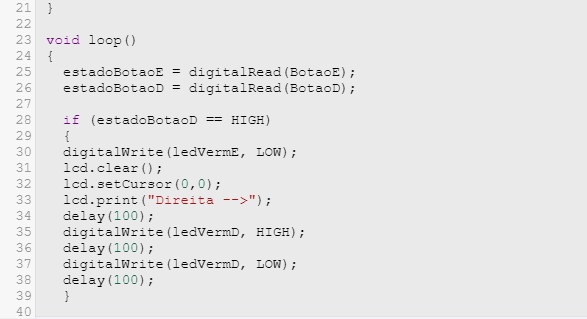 21 }
22
23 void loop()
24 {
25   estadoBotaoE = digitalRead(BotaoE);
26   estadoBotaoD = digitalRead(BotaoD);
27
28   if (estadoBotaoD == HIGH)
29   {
30   digitalWrite(ledVermE, LOW);
31   lcd.clear();
32   lcd.setCursor(0,0);
33   lcd.print("Direita -->");
34   delay(100);
35   digitalWrite(ledVermD, HIGH);
36   delay(100);
37   digitalWrite(ledVermD, LOW);
38   delay(100);
39   }
40